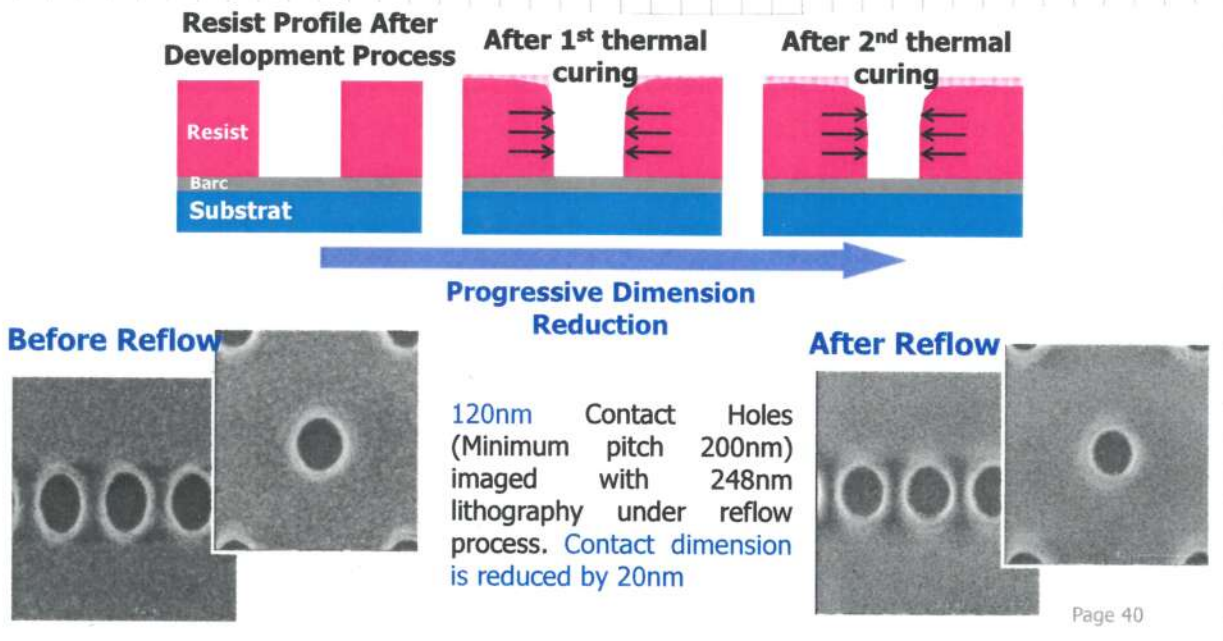 Resist Profile After
Development Process
After 1st thermal
curing
After 2nd thermal
curing
Resist
Barc
Substrat
Progressive Dimension
Reduction
Before Reflow
After Reflow
120nm Contact Holes
(Minimum pitch 200nm)
imaged with 248nm
lithography under reflow
process. Contact dimension
is reduced by 20nm
Page 40